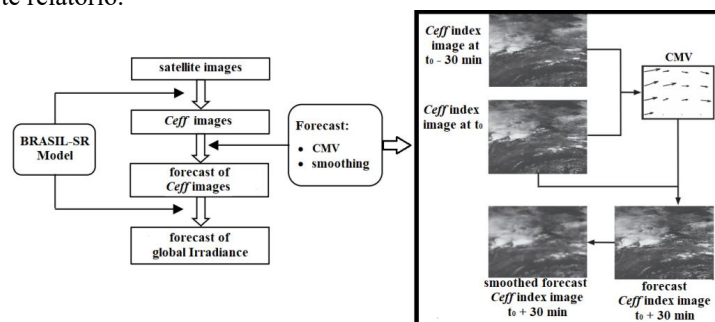 te relatório.
satellite images
Ceff images
BRASIL-SR
Model
forecast of
Ceff images
forecast of
global Irradiance
Forecast:
• CMV
• smoothing
Ceff index
image at
t₀ - 30 min
CMV
Ceff index
image at t₀
smoothed forecast
Ceff index image
t₀ + 30 min
forecast
Ceff index image
t₀ + 30 min